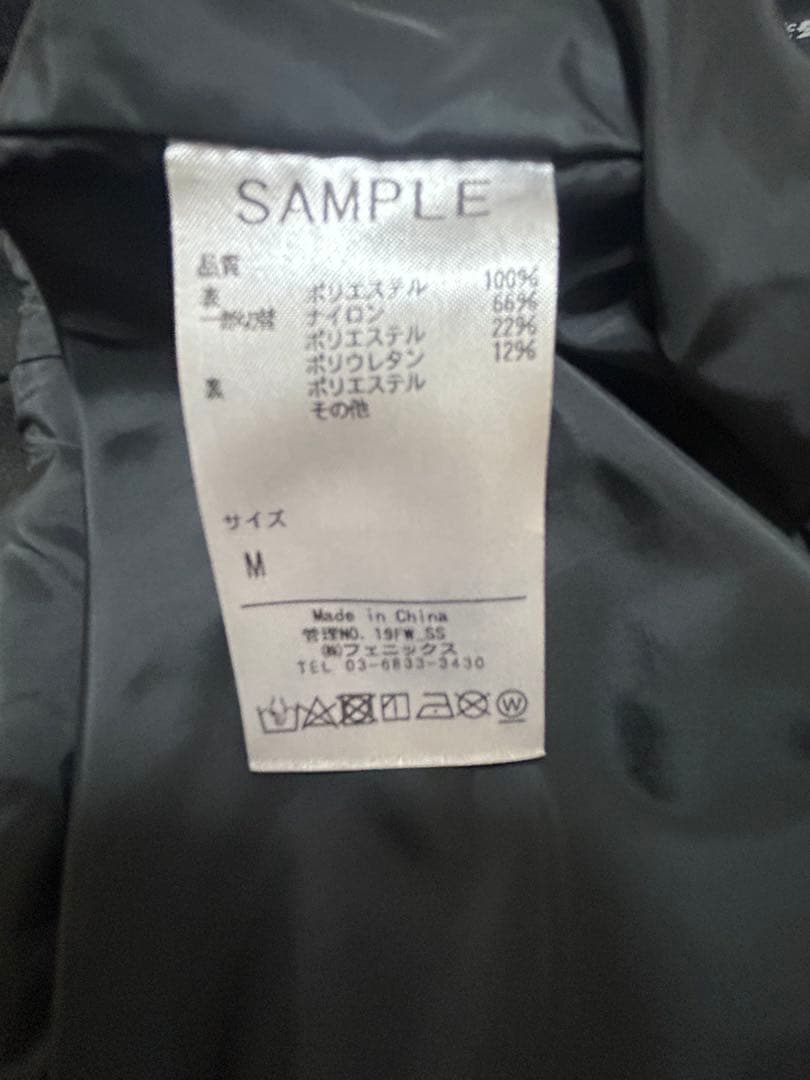 SAMPLE
品質
表 ポリエステル 100%
一部切替 ナイロン 66%
ポリエステル 22%
ポリウレタン 12%
裏 ポリエステル
その他
サイズ
M
Made in China
管理NO. 19FW_SS
㈱フェニックス
TEL 03-6833-3430
W